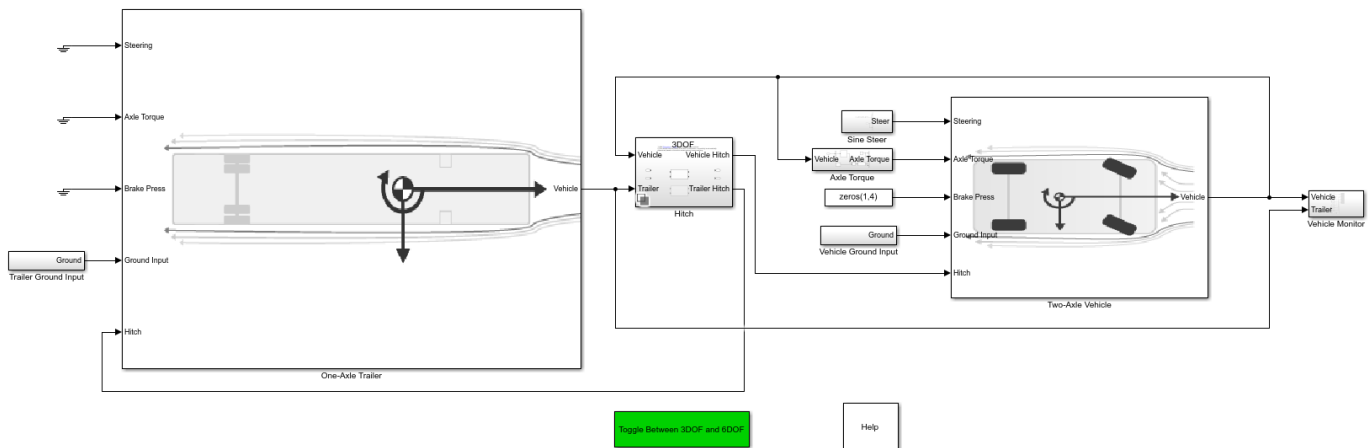 Steering
Axle Torque
Brake Press
Ground
Trailer Ground Input
Ground Input
Hitch
Vehicle
One-Axle Trailer
3DOF
Vehicle
Vehicle Hitch
Trailer
Trailer Hitch
Hitch
Steer
Sine Steer
Vehicle
Axle Torque
Axle Torque
zeros(1,4)
Ground
Vehicle Ground Input
Steering
Axle Torque
Brake Press
Ground Input
Hitch
Vehicle
Two-Axle Vehicle
Vehicle
Trailer
Vehicle Monitor
Toggle Between 3DOF and 6DOF
Help